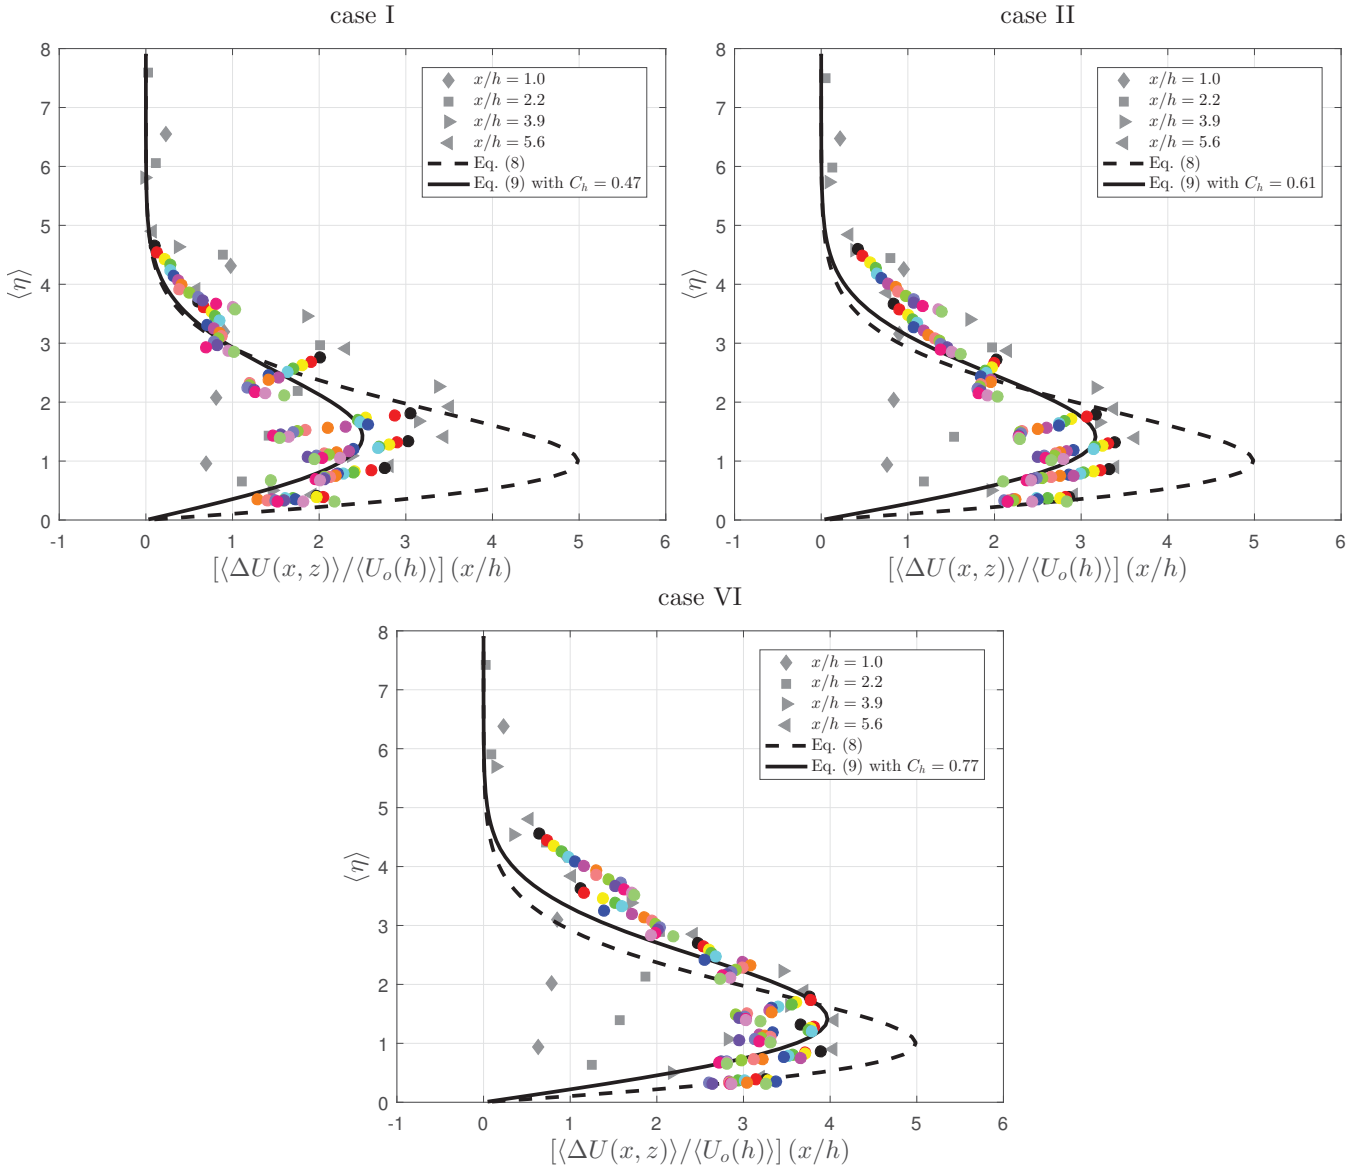 case I
8
7
6
5
4
3
2
1
0
-1 0 1 2 3 4 5 6
⟨η⟩
[⟨ΔU(x, z)⟩/⟨U_o(h)⟩] (x/h)
x/h = 1.0
x/h = 2.2
x/h = 3.9
x/h = 5.6
Eq. (8)
Eq. (9) with C_h = 0.47
case II
8
7
6
5
4
3
2
1
0
-1 0 1 2 3 4 5 6
⟨η⟩
[⟨ΔU(x, z)⟩/⟨U_o(h)⟩] (x/h)
x/h = 1.0
x/h = 2.2
x/h = 3.9
x/h = 5.6
Eq. (8)
Eq. (9) with C_h = 0.61
case VI
8
7
6
5
4
3
2
1
0
-1 0 1 2 3 4 5 6
⟨η⟩
[⟨ΔU(x, z)⟩/⟨U_o(h)⟩] (x/h)
x/h = 1.0
x/h = 2.2
x/h = 3.9
x/h = 5.6
Eq. (8)
Eq. (9) with C_h = 0.77